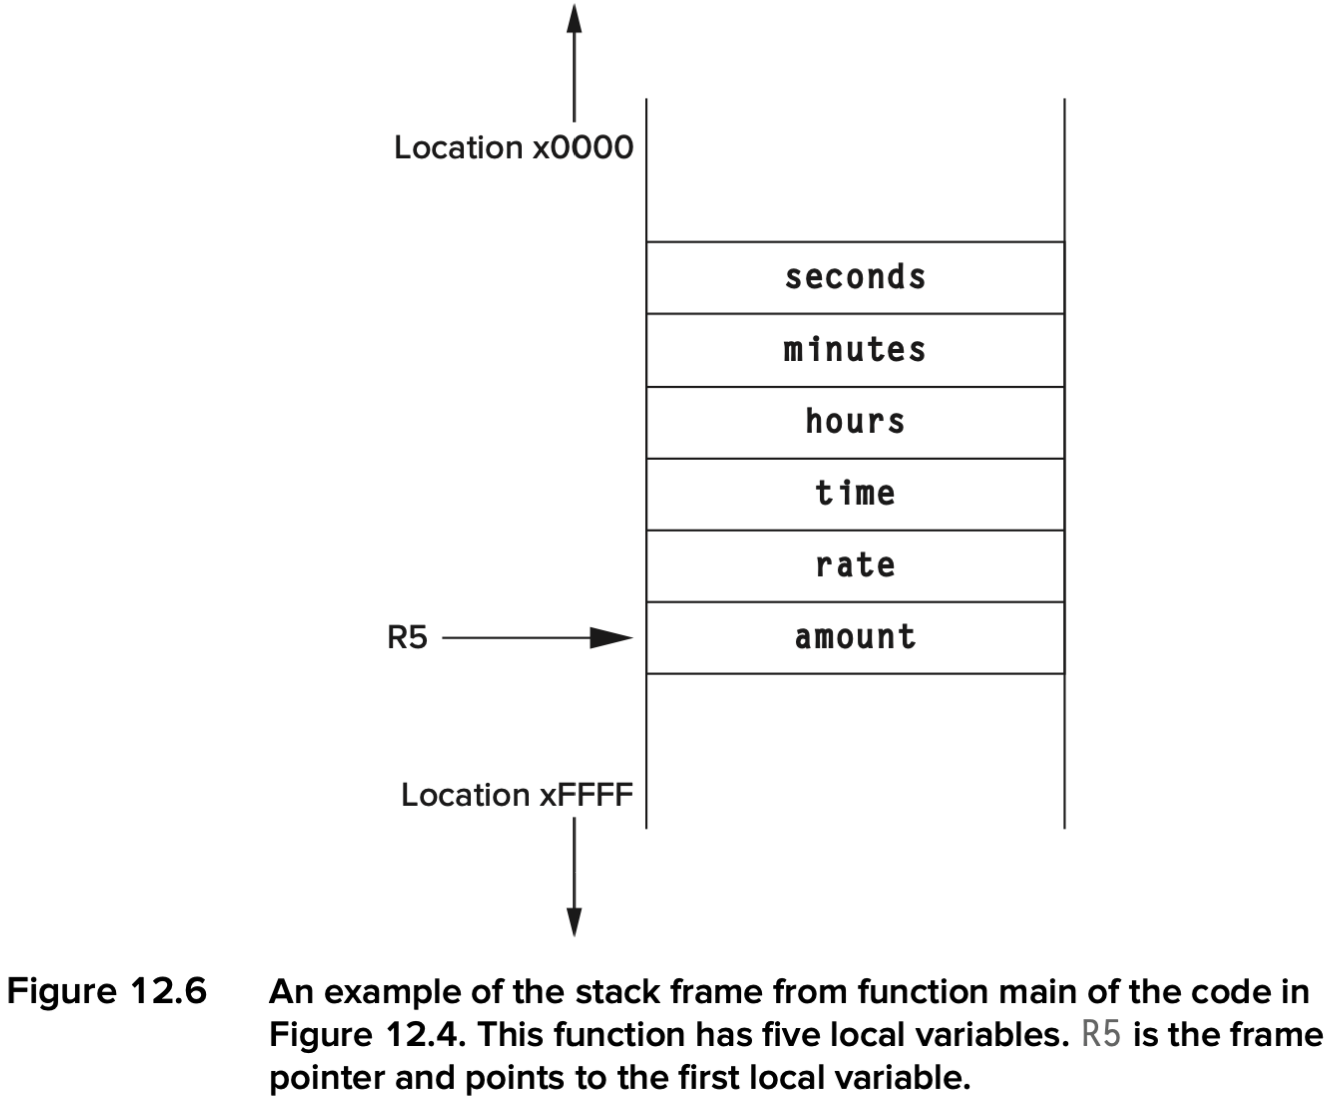 Location x0000
seconds
minutes
hours
time
rate
R5
amount
Location xFFFF
Figure 12.6 An example of the stack frame from function main of the code in
Figure 12.4. This function has five local variables. R5 is the frame
pointer and points to the first local variable.